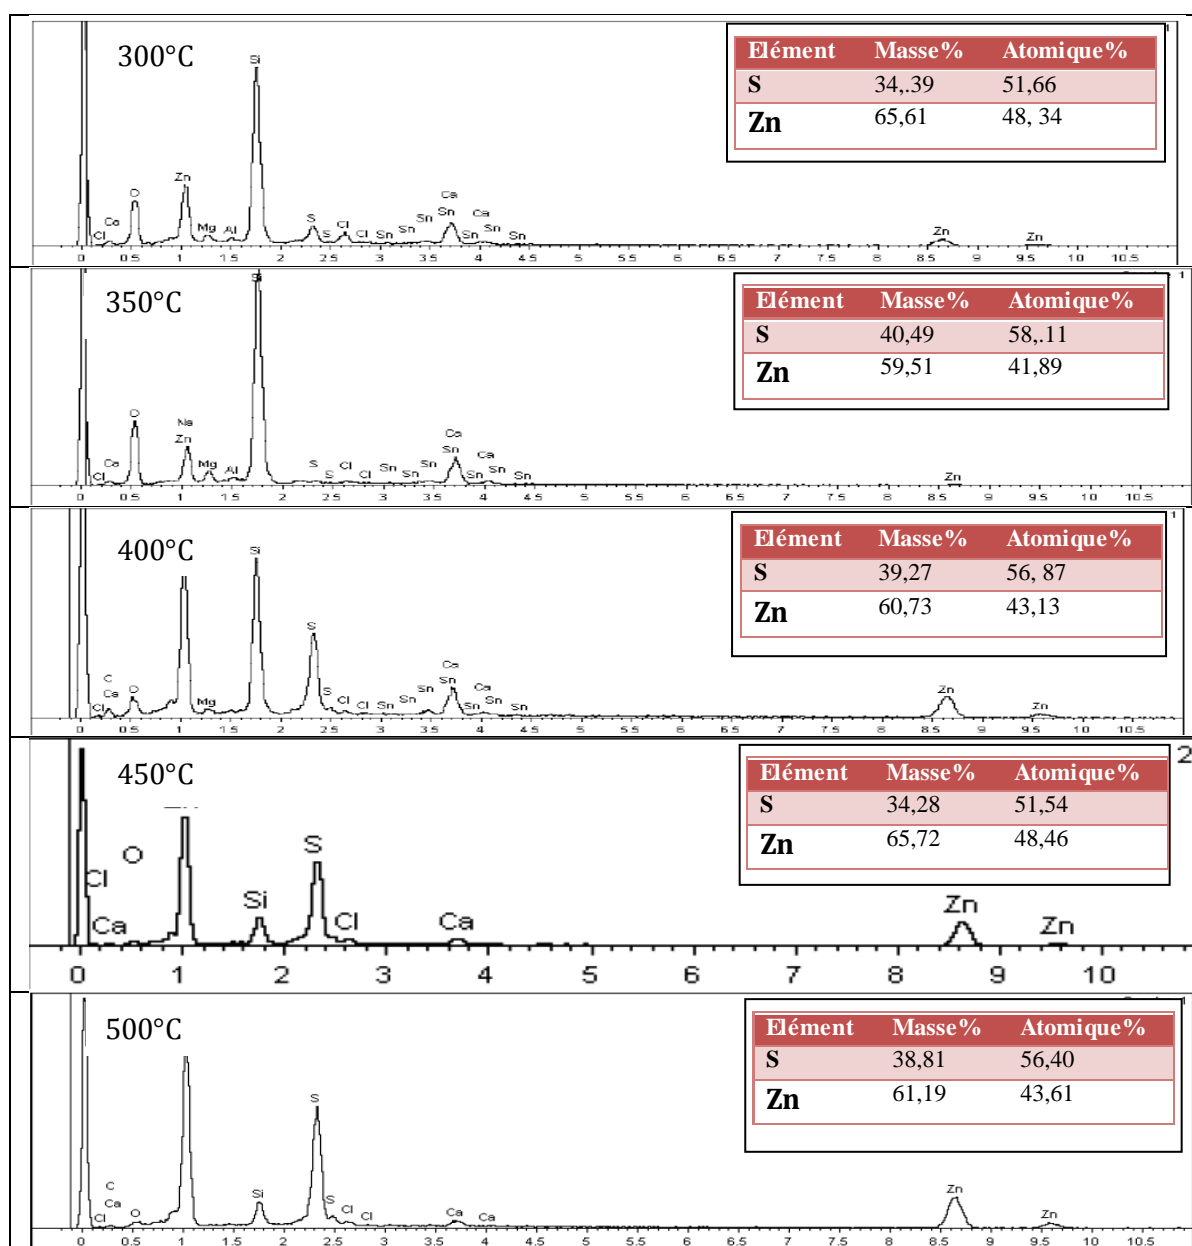 300°C
Elément Masse% Atomique%
S 34,.39 51,66
Zn 65,61 48, 34
1
Si
Zn
O
Ca
Cl
Mg
Al
S
S
Cl
Cl
Sn
Sn
Sn
Ca
Sn
Sn
Ca
Sn
Sn
Zn
Zn
0 0.5 1 1.5 2 2.5 3 3.5 4 4.5 5 5.5 6 6.5 7 7.5 8 8.5 9 9.5 10 10.5
350°C
Elément Masse% Atomique%
S 40,49 58,.11
Zn 59,51 41,89
1
Si
O
Na
Zn
Ca
Cl
Mg
Al
S
S
Cl
Cl
Sn
Sn
Sn
Ca
Sn
Sn
Ca
Sn
Sn
Zn
0 0.5 1 1.5 2 2.5 3 3.5 4 4.5 5 5.5 6 6.5 7 7.5 8 8.5 9 9.5 10 10.5
400°C
Elément Masse% Atomique%
S 39,27 56, 87
Zn 60,73 43,13
1
Si
S
C
Ca
Cl
O
Mg
S
Cl
Cl
Sn
Sn
Sn
Ca
Sn
Sn
Ca
Sn
Sn
Zn
Zn
0 0.5 1 1.5 2 2.5 3 3.5 4 4.5 5 5.5 6 6.5 7 7.5 8 8.5 9 9.5 10 10.5
450°C
Elément Masse% Atomique%
S 34,28 51,54
Zn 65,72 48,46
2
O
S
Cl
Si
Ca
Cl
Ca
Zn
Zn
0 1 2 3 4 5 6 7 8 9 10
500°C
Elément Masse% Atomique%
S 38,81 56,40
Zn 61,19 43,61
1
S
C
Ca
Cl
O
Si
S
Cl
Cl
Ca
Ca
Zn
Zn
0 0.5 1 1.5 2 2.5 3 3.5 4 4.5 5 5.5 6 6.5 7 7.5 8 8.5 9 9.5 10 10.5